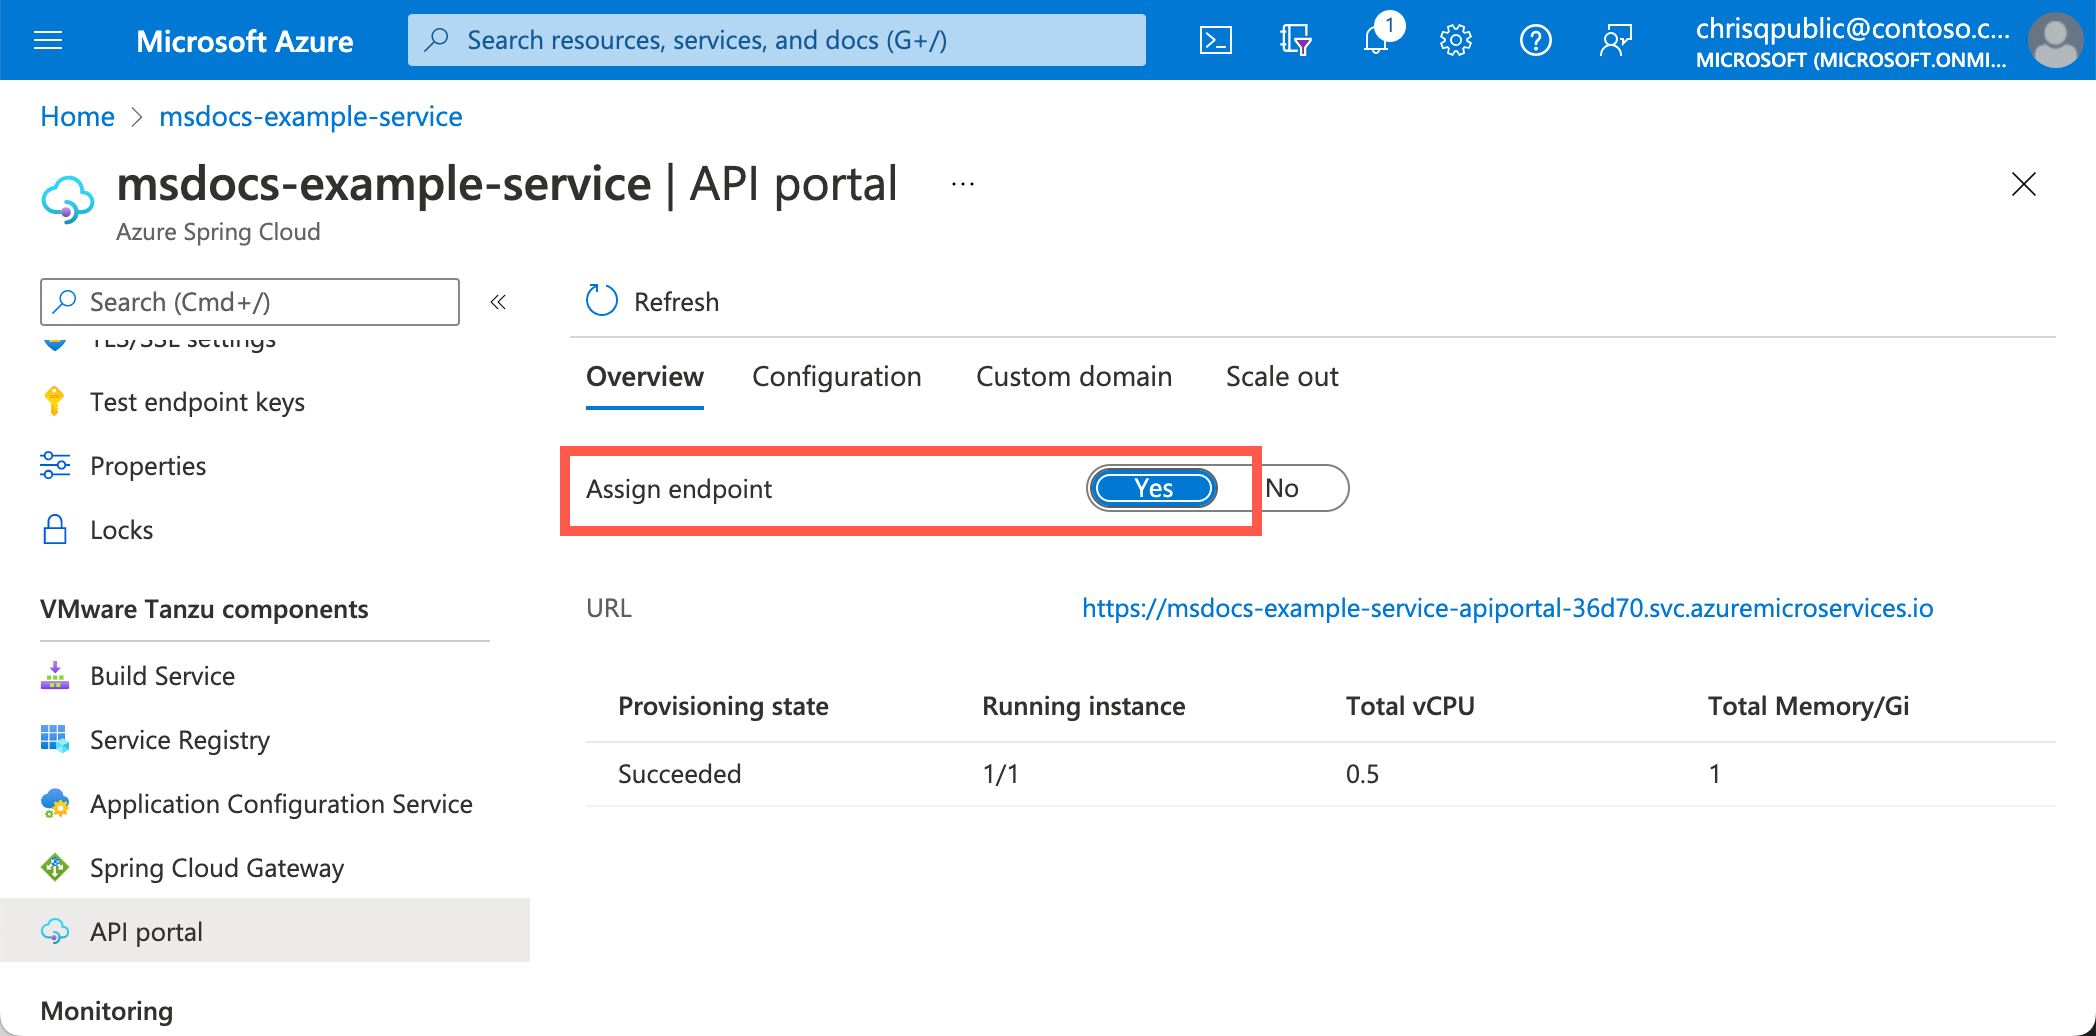 Microsoft Azure
Search resources, services, and docs (G+/)
1
chrisqpublic@contoso.c...
MICROSOFT (MICROSOFT.ONMI...
Home > msdocs-example-service
msdocs-example-service | API portal ...
Azure Spring Cloud
Search (Cmd+/) «
Refresh
TLS/SSL settings
Test endpoint keys
Properties
Locks
VMware Tanzu components
Build Service
Service Registry
Application Configuration Service
Spring Cloud Gateway
API portal
Monitoring
Overview Configuration Custom domain Scale out
Assign endpoint Yes No
URL https://msdocs-example-service-apiportal-36d70.svc.azuremicroservices.io
Provisioning state Running instance Total vCPU Total Memory/Gi
Succeeded 1/1 0.5 1